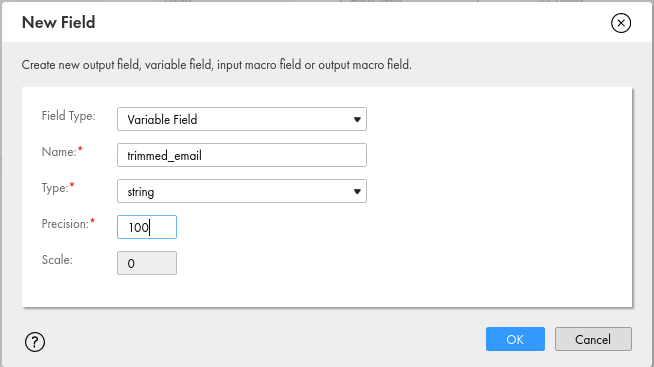 New Field
Create new output field, variable field, input macro field or output macro field.
Field Type: Variable Field
Name:* trimmed_email
Type:* string
Precision:* 100
Scale: 0
? OK Cancel